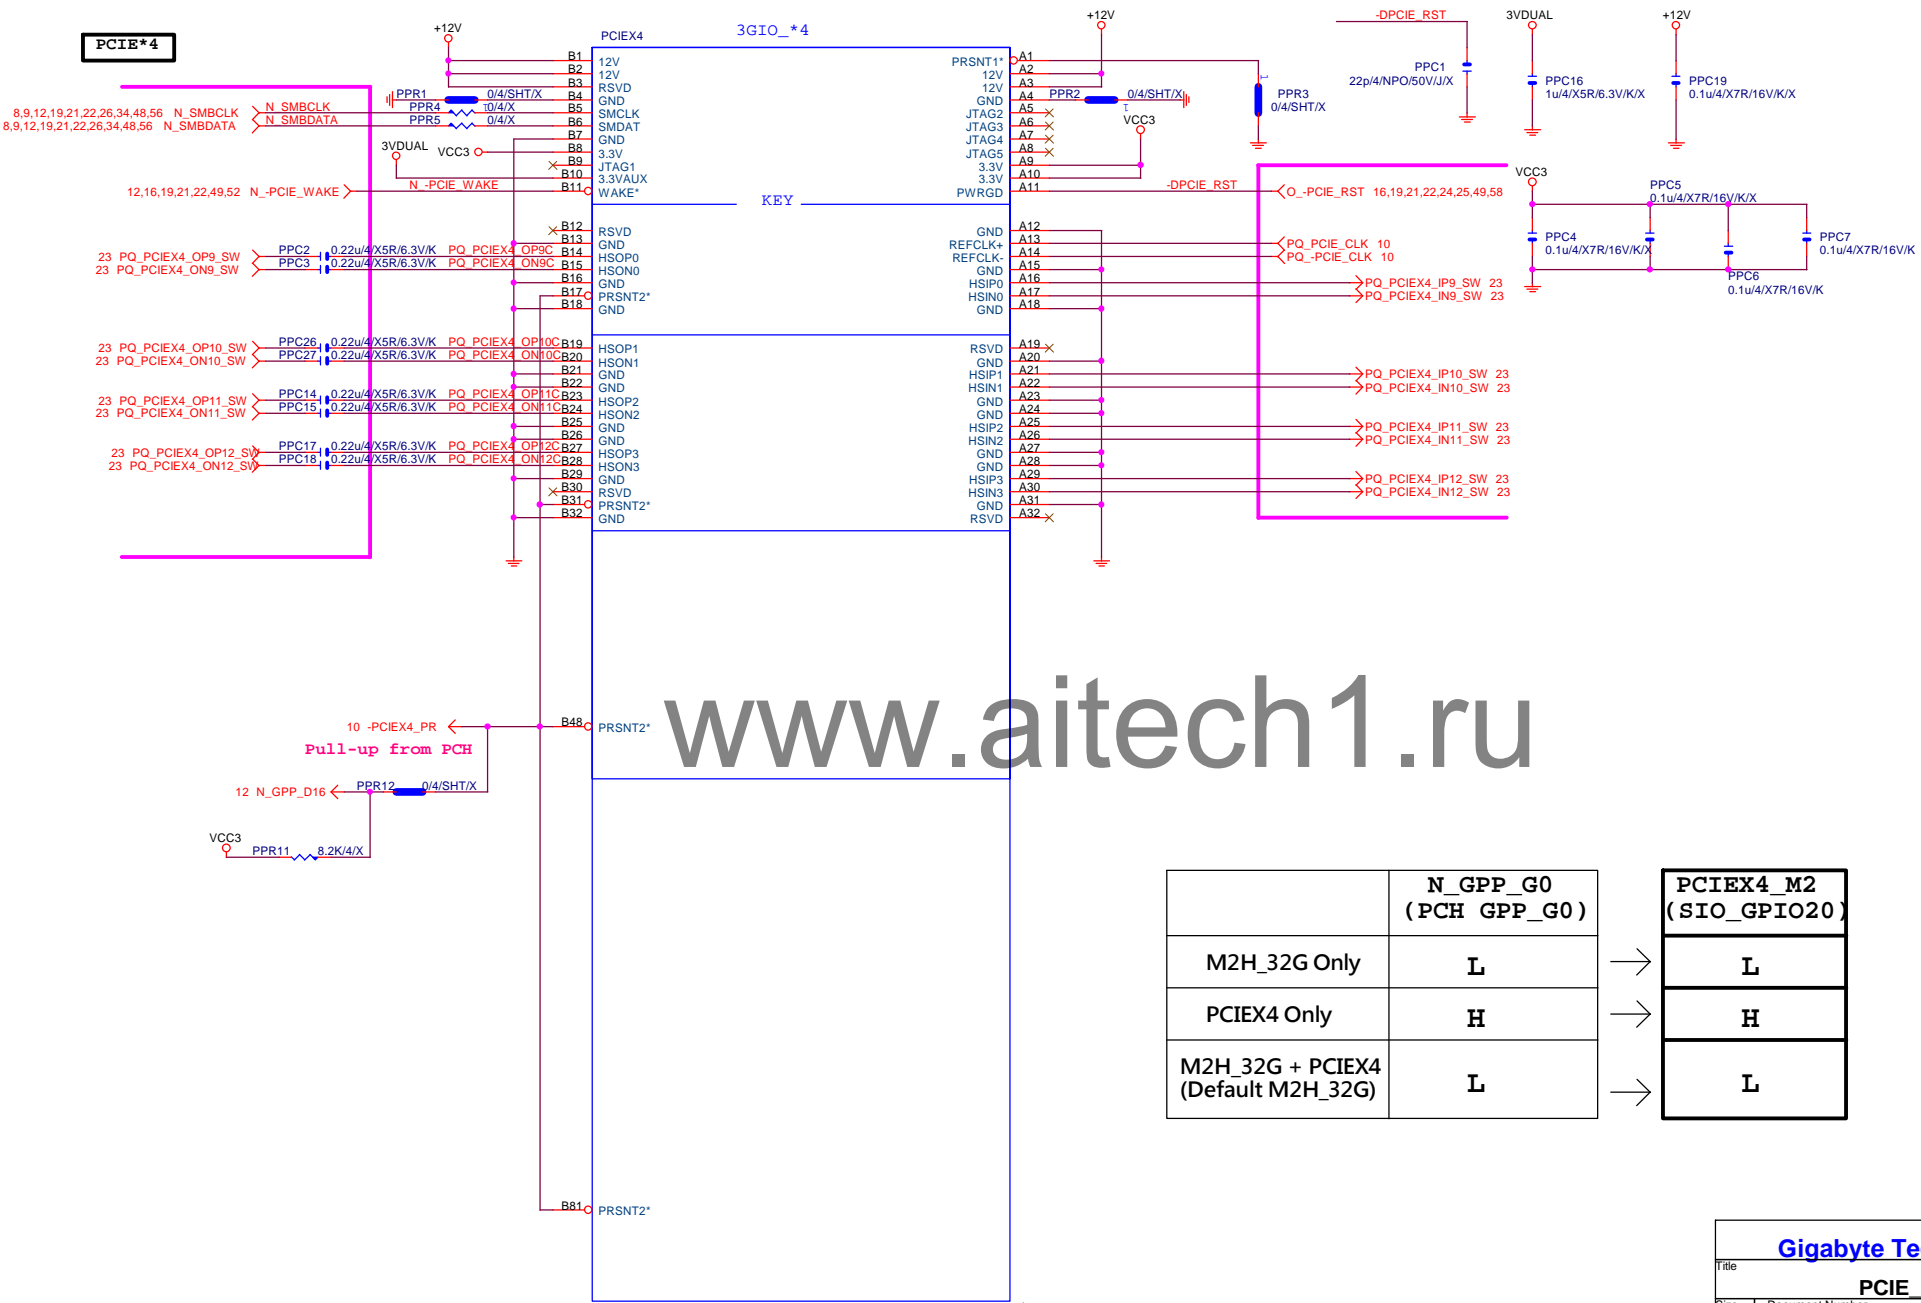 PCIE*4
+12V
PCIEX4
3GIO_*4
+12V
-DPCIE_RST
3VDUAL
+12V
PPC1
22p/4/NPO/50V/J/X
PPC16
1u/4/X5R/6.3V/K/X
PPC19
0.1u/4/X7R/16V/K/X
B1 12V
B2 12V
B3 RSVD
PPR1 0/4/SHT/X B4 GND
8,9,12,19,21,22,26,34,48,56 N_SMBCLK N_SMBCLK PPR4 0/4/X B5 SMCLK
8,9,12,19,21,22,26,34,48,56 N_SMBDATA N_SMBDATA PPR5 0/4/X B6 SMDAT
B7 GND
3VDUAL VCC3 B8 3.3V
B9 JTAG1
B10 3.3VAUX
12,16,19,21,22,49,52 N_-PCIE_WAKE N_-PCIE_WAKE B11 WAKE*
PRSNT1* A1
12V A2
12V A3
GND A4 PPR2 0/4/SHT/X
1
JTAG2 A5
JTAG3 A6
JTAG4 A7
JTAG5 A8
VCC3
3.3V A9
3.3V A10
PWRGD A11 -DPCIE_RST O_-PCIE_RST 16,19,21,22,24,25,49,58
1
PPR3
0/4/SHT/X
KEY
VCC3
PPC5
0.1u/4/X7R/16V/K/X
PPC4
0.1u/4/X7R/16V/K/X
PPC7
0.1u/4/X7R/16V/K
PPC6
0.1u/4/X7R/16V/K
B12 RSVD
B13 GND
23 PQ_PCIEX4_OP9_SW PPC2 0.22u/4/X5R/6.3V/K PQ_PCIEX4_OP9C B14 HSOP0
23 PQ_PCIEX4_ON9_SW PPC3 0.22u/4/X5R/6.3V/K PQ_PCIEX4_ON9C B15 HSON0
B16 GND
B17 PRSNT2*
B18 GND
GND A12
REFCLK+ A13 PQ_PCIE_CLK 10
REFCLK- A14 PQ_-PCIE_CLK 10
GND A15
HSIP0 A16 PQ_PCIEX4_IP9_SW 23
HSIN0 A17 PQ_PCIEX4_IN9_SW 23
GND A18
23 PQ_PCIEX4_OP10_SW PPC26 0.22u/4/X5R/6.3V/K PQ_PCIEX4_OP10C B19 HSOP1
23 PQ_PCIEX4_ON10_SW PPC27 0.22u/4/X5R/6.3V/K PQ_PCIEX4_ON10C B20 HSON1
B21 GND
B22 GND
23 PQ_PCIEX4_OP11_SW PPC14 0.22u/4/X5R/6.3V/K PQ_PCIEX4_OP11C B23 HSOP2
23 PQ_PCIEX4_ON11_SW PPC15 0.22u/4/X5R/6.3V/K PQ_PCIEX4_ON11C B24 HSON2
B25 GND
B26 GND
23 PQ_PCIEX4_OP12_SW PPC17 0.22u/4/X5R/6.3V/K PQ_PCIEX4_OP12C B27 HSOP3
23 PQ_PCIEX4_ON12_SW PPC18 0.22u/4/X5R/6.3V/K PQ_PCIEX4_ON12C B28 HSON3
B29 GND
B30 RSVD
B31 PRSNT2*
B32 GND
RSVD A19
GND A20
HSIP1 A21 PQ_PCIEX4_IP10_SW 23
HSIN1 A22 PQ_PCIEX4_IN10_SW 23
GND A23
GND A24
HSIP2 A25 PQ_PCIEX4_IP11_SW 23
HSIN2 A26 PQ_PCIEX4_IN11_SW 23
GND A27
GND A28
HSIP3 A29 PQ_PCIEX4_IP12_SW 23
HSIN3 A30 PQ_PCIEX4_IN12_SW 23
GND A31
RSVD A32
10 -PCIEX4_PR B48 PRSNT2*
Pull-up from PCH
www.aitech1.ru
12 N_GPP_D16 PPR12 0/4/SHT/X
VCC3
PPR11 8.2K/4/X
N_GPP_G0 PCIEX4_M2
(PCH GPP_G0) (SIO_GPIO20)
M2H_32G Only L L
PCIEX4 Only H H
M2H_32G + PCIEX4
(Default M2H_32G) L L
B81 PRSNT2*
Gigabyte Te
Title
PCIE_